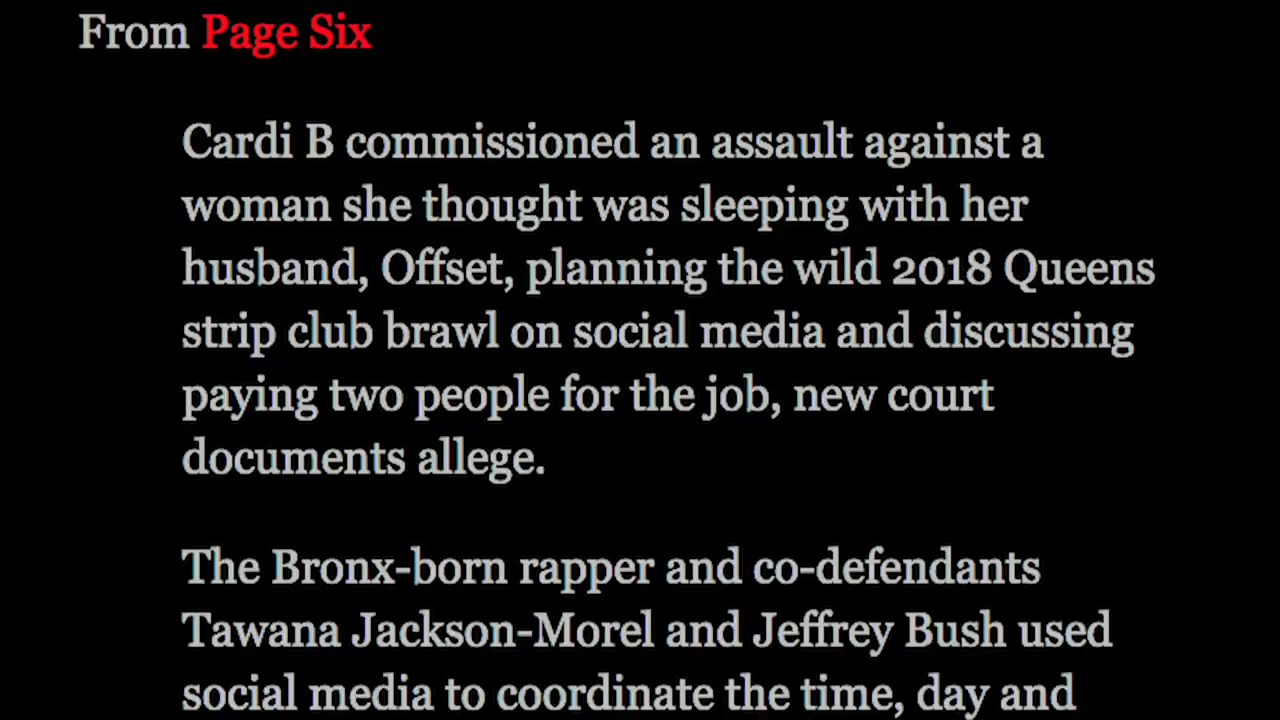 From Page Six
Cardi B commissioned an assault against a
woman she thought was sleeping with her
husband, Offset, planning the wild 2018 Queens
strip club brawl on social media and discussing
paying two people for the job, new court
documents allege.
The Bronx-born rapper and co-defendants
Tawana Jackson-Morel and Jeffrey Bush used
social media to coordinate the time, day and